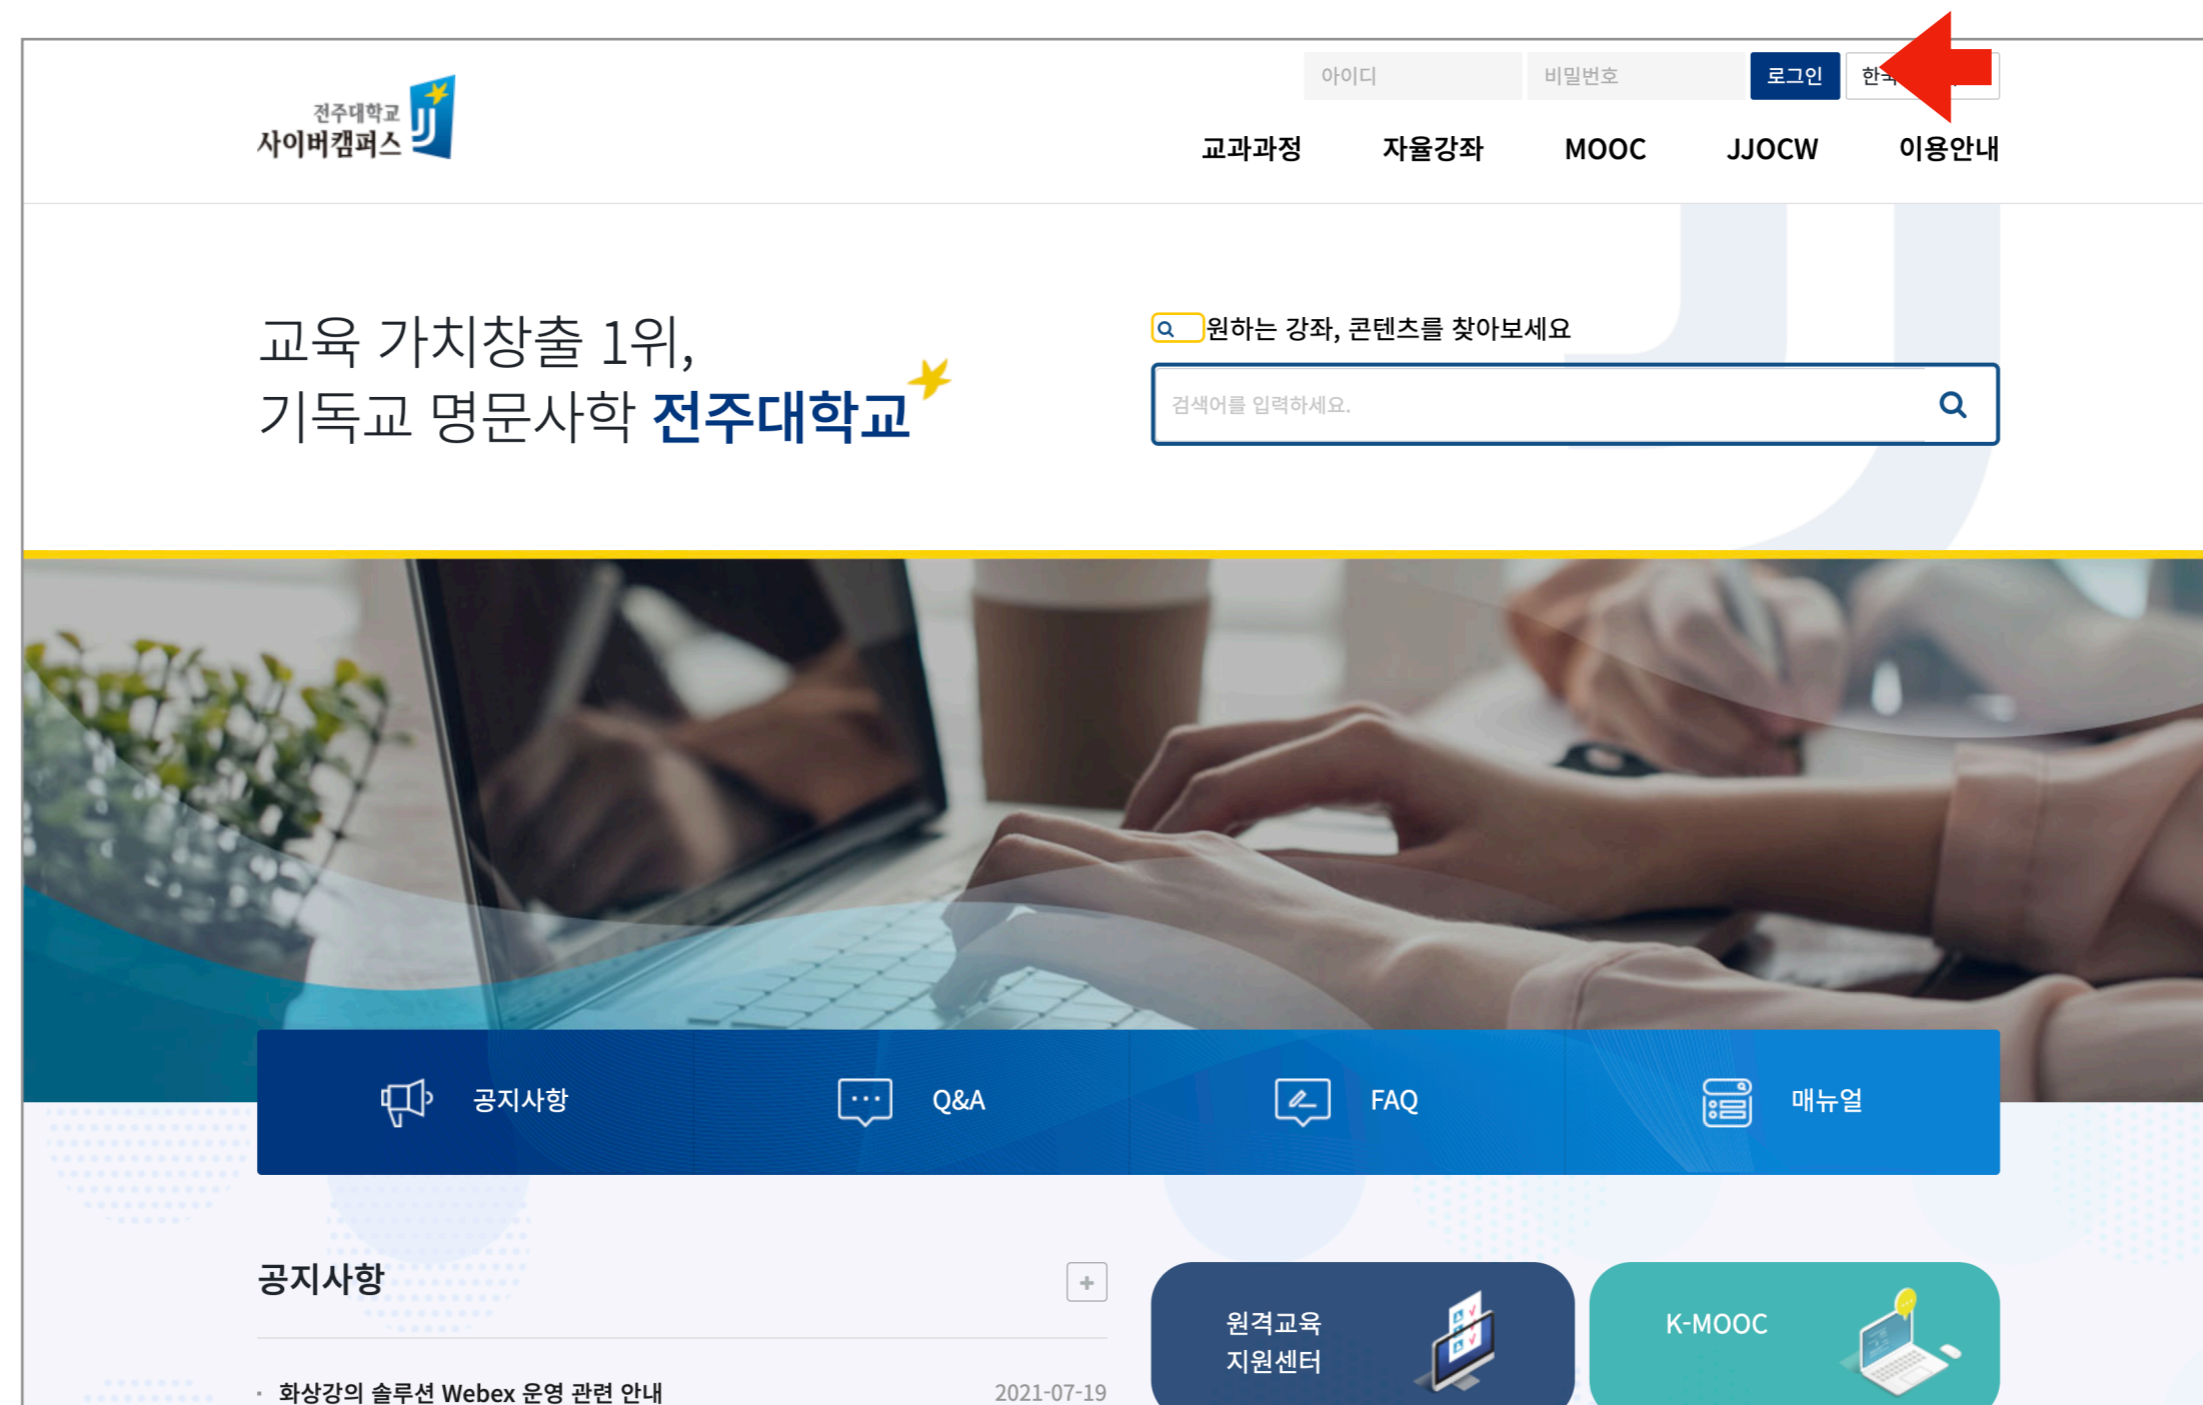 아이디
비밀번호
로그인
전주대학교
사이버캠퍼스
교과과정
자율강좌
MOOC
JJOCW
이용안내
원하는 강좌, 콘텐츠를 찾아보세요
검색어를 입력하세요.
교육 가치창출 1위,
기독교 명문사학 전주대학교
공지사항
Q&A
FAQ
매뉴얼
공지사항
원격교육
지원센터
K-MOOC
화상강의 솔루션 Webex 운영 관련 안내
2021-07-19